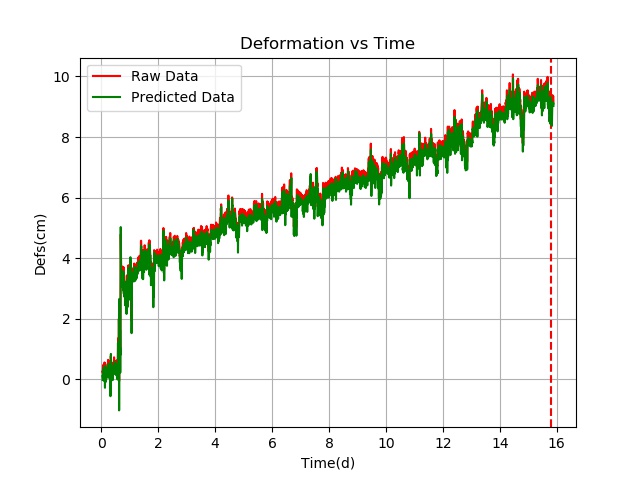 Deformation vs Time
Raw Data
Predicted Data
10
8
6
4
2
0
Defs(cm)
0 2 4 6 8 10 12 14 16
Time(d)